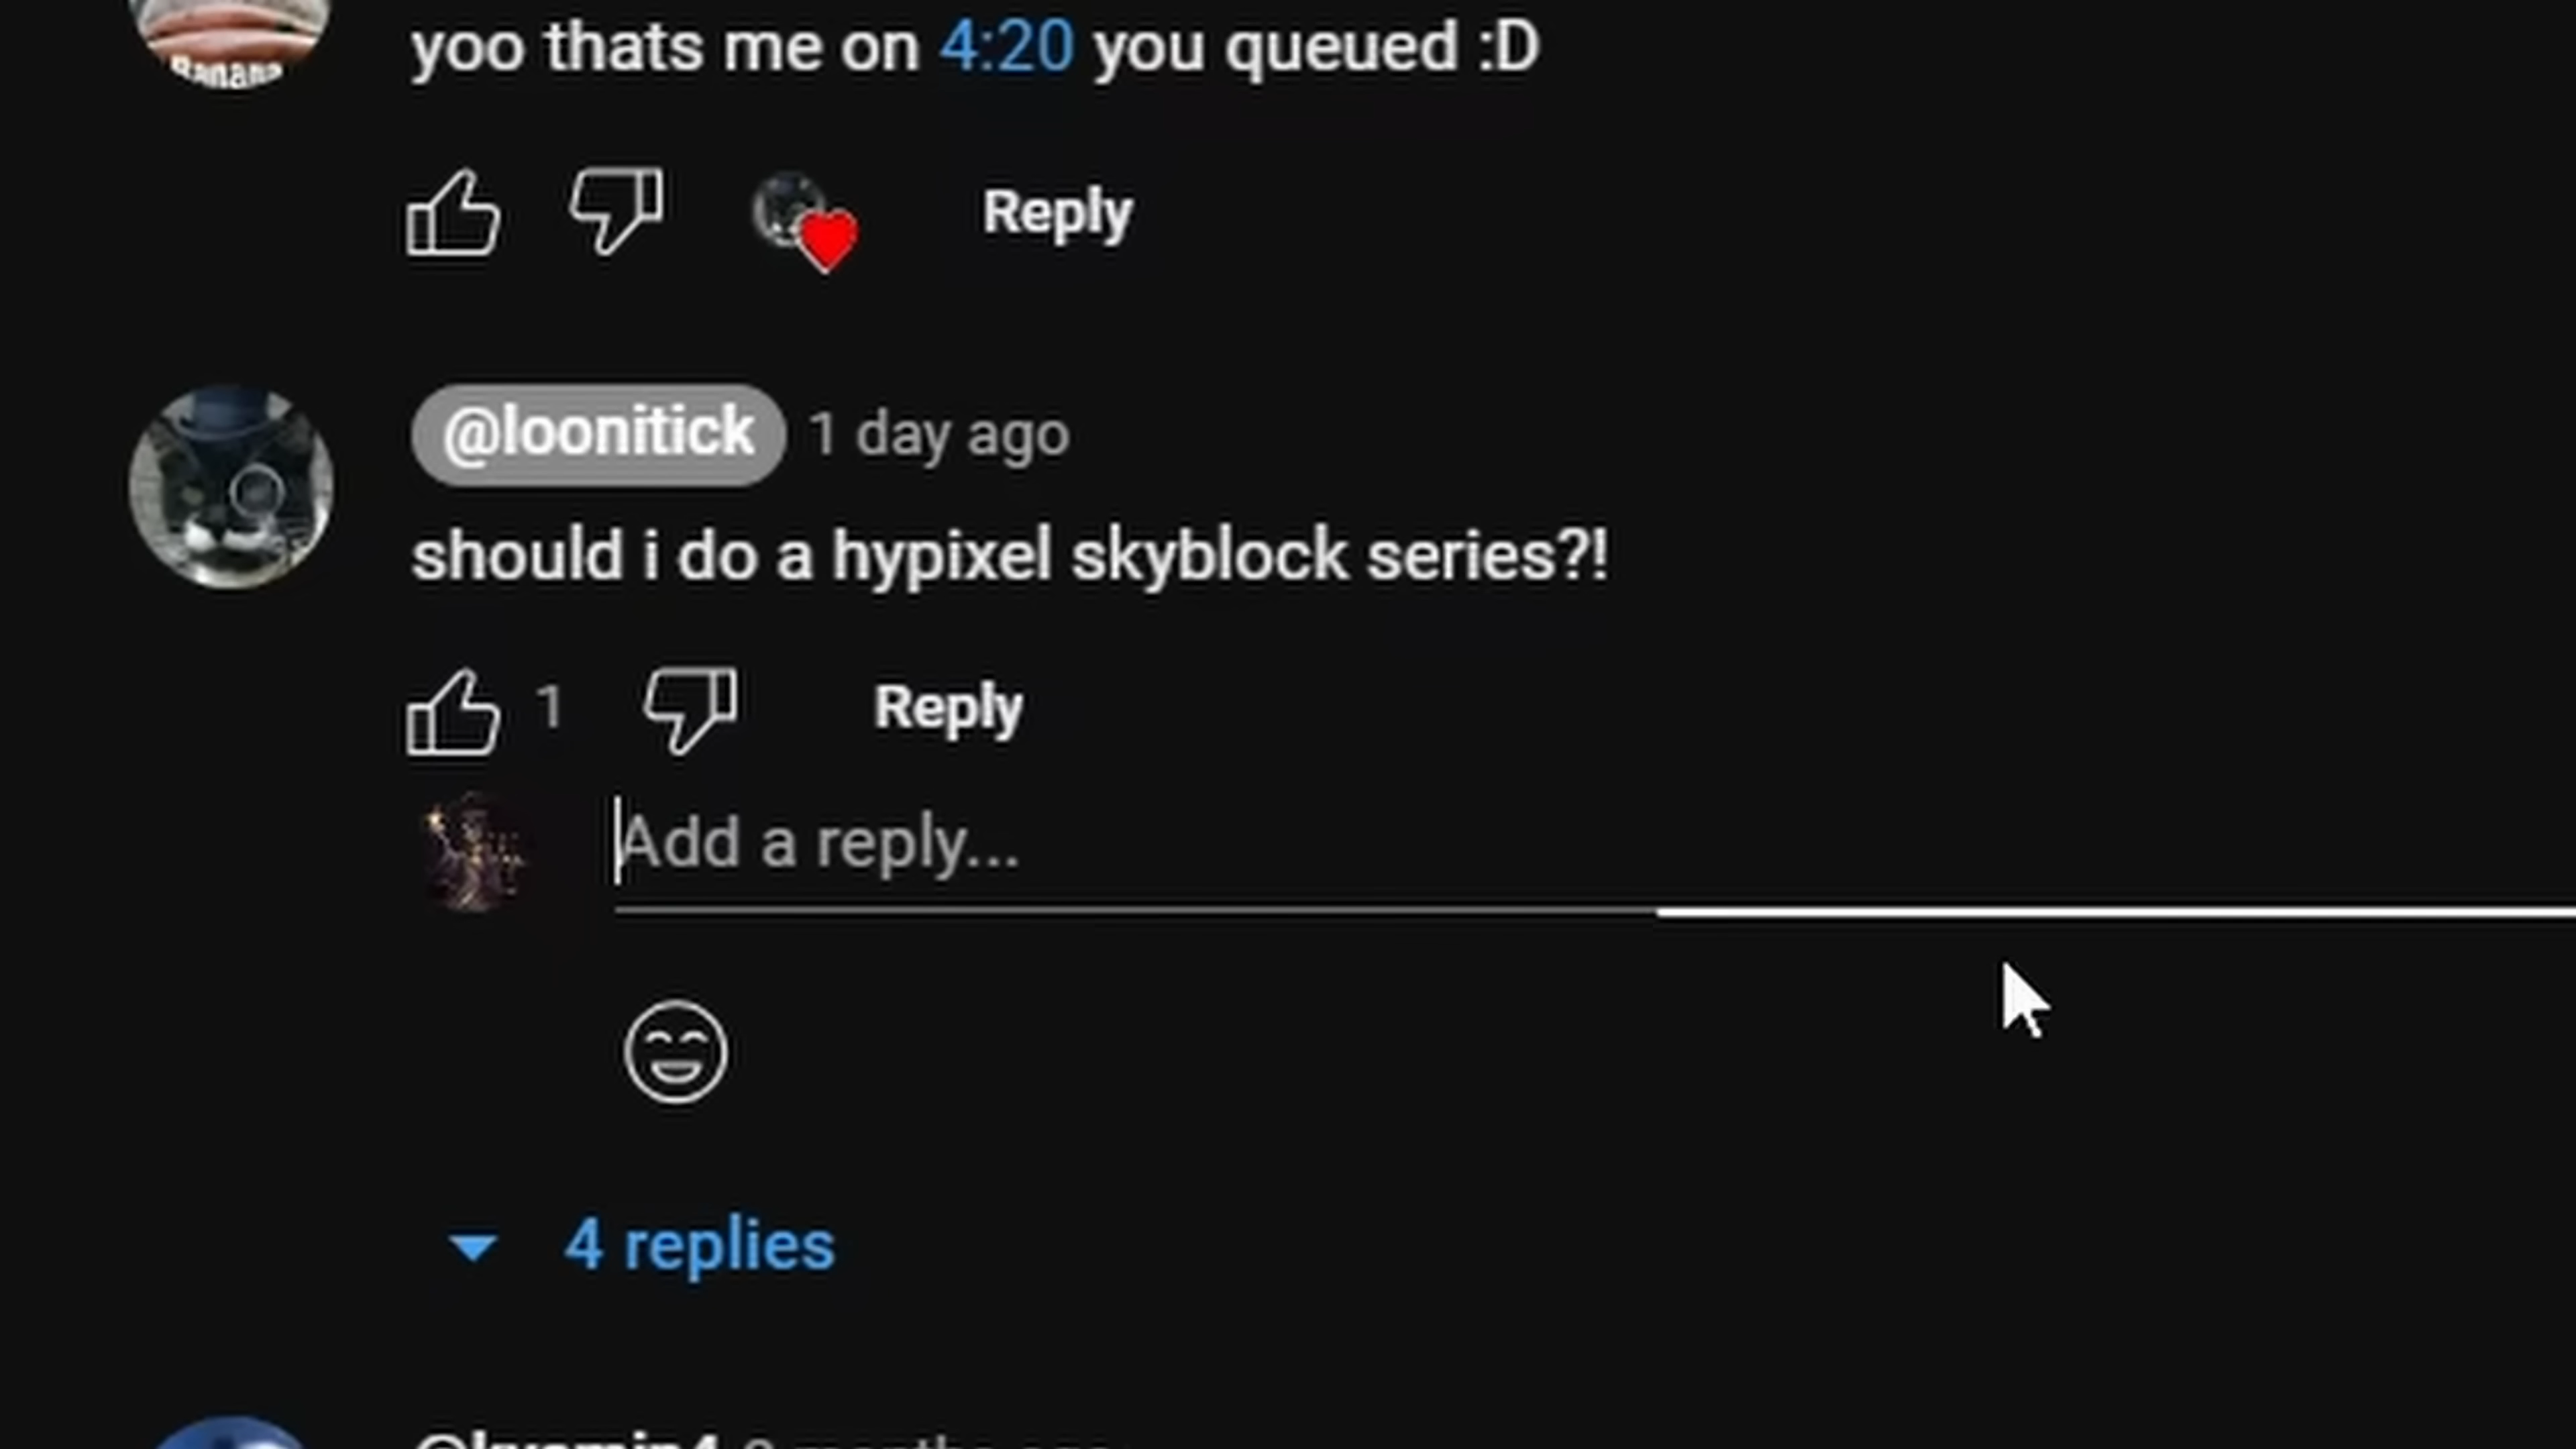 Banana
yoo thats me on 4:20 you queued :D
Reply
@loonitick 1 day ago
should i do a hypixel skyblock series?!
1 Reply
Add a reply...
4 replies